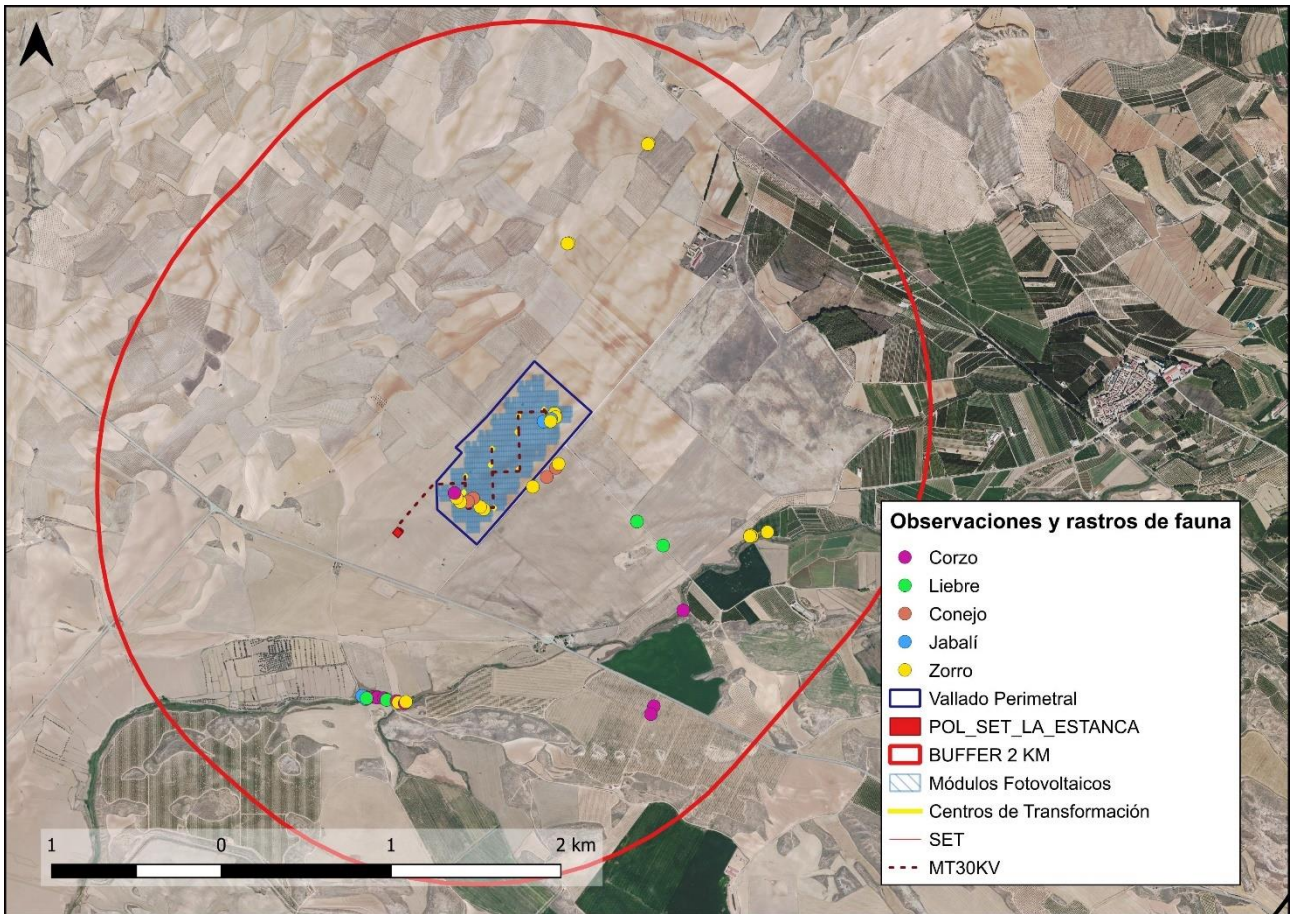 Observaciones y rastros de fauna
Corzo
Liebre
Conejo
Jabalí
Zorro
Vallado Perimetral
POL_SET_LA_ESTANCA
BUFFER 2 KM
Módulos Fotovoltaicos
Centros de Transformación
SET
MT30KV
1 0 1 2 km